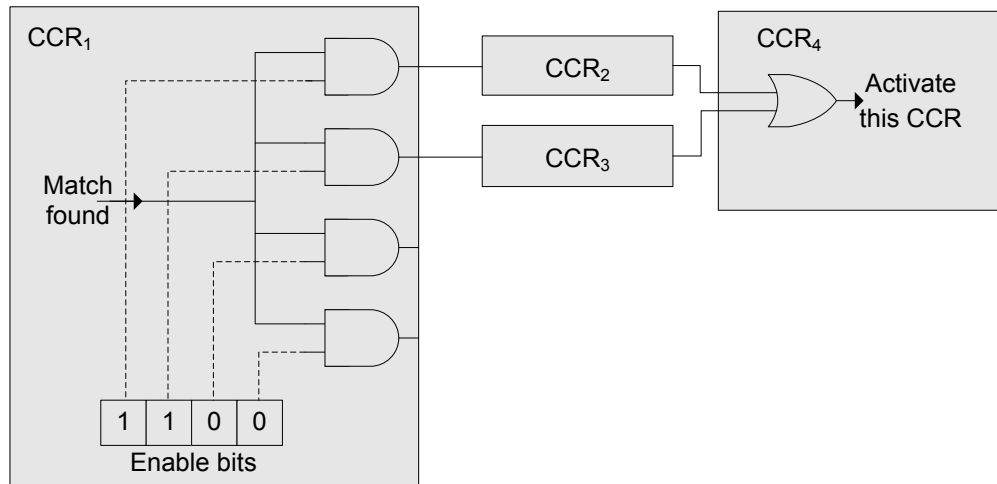 CCR₁
CCR₂
CCR₃
CCR₄
Activate
this CCR
Match
found
1 1 0 0
Enable bits